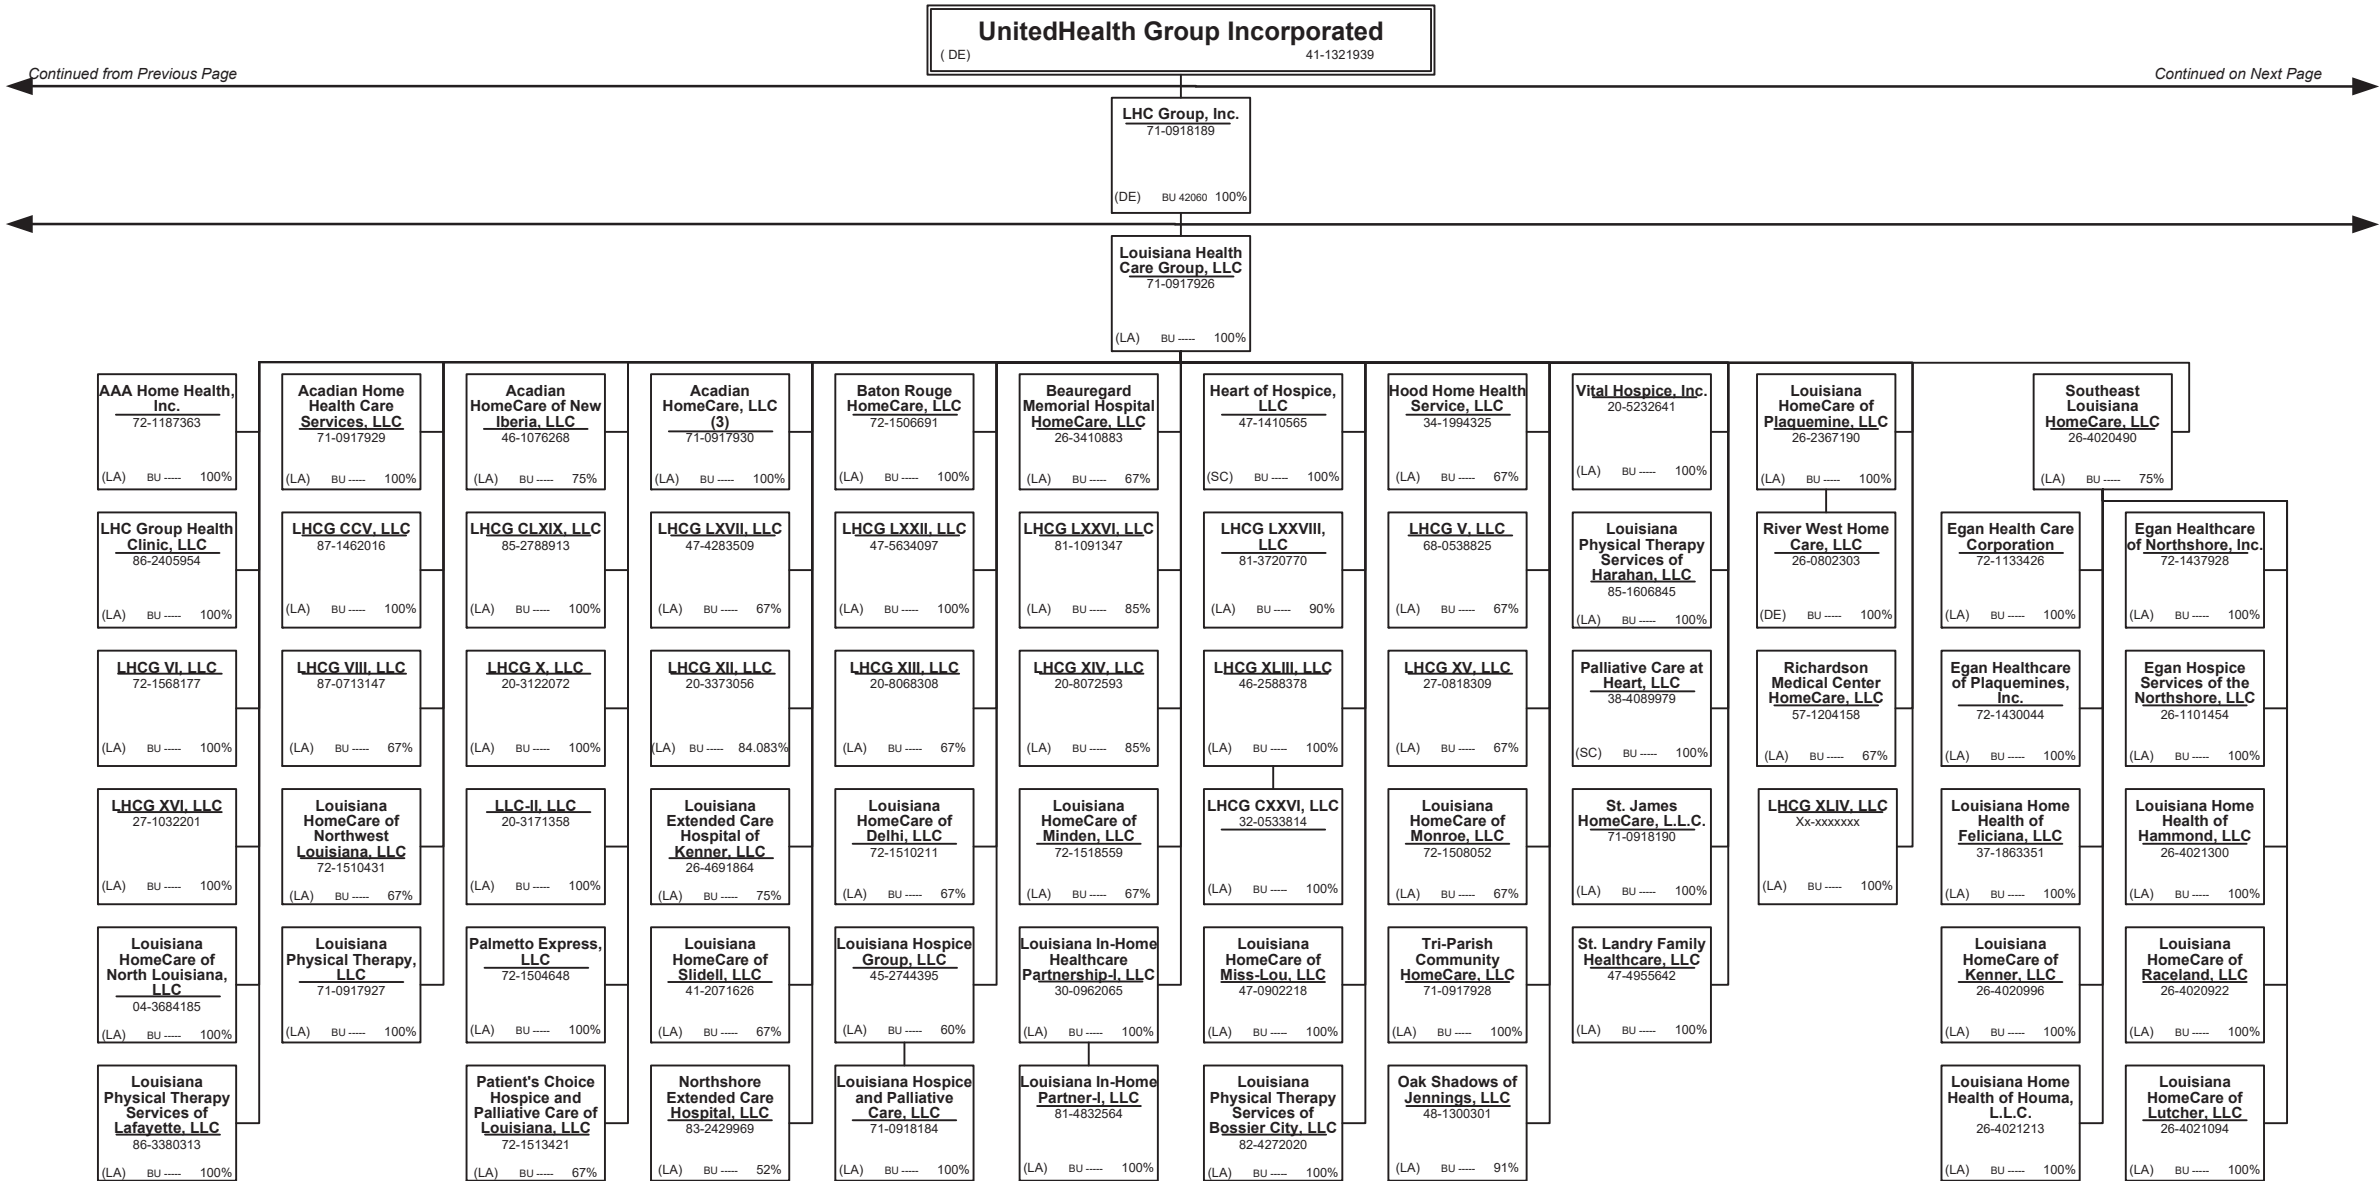 UnitedHealth Group Incorporated
( DE) 41-1321939
Continued from Previous Page
Continued on Next Page
LHC Group, Inc.
71-0918189
(DE) BU 42060 100%
Louisiana Health
Care Group, LLC
71-0917926
(LA) BU ----- 100%
AAA Home Health,
Inc.
72-1187363
(LA) BU ----- 100%
Acadian Home
Health Care
Services, LLC
71-0917929
(LA) BU ----- 100%
Acadian
HomeCare of New
Iberia, LLC
46-1076268
(LA) BU ----- 75%
Acadian
HomeCare, LLC
(3)
71-0917930
(LA) BU ----- 100%
Baton Rouge
HomeCare, LLC
72-1506691
(LA) BU ----- 100%
Beauregard
Memorial Hospital
HomeCare, LLC
26-3410883
(LA) BU ----- 67%
Heart of Hospice,
LLC
47-1410565
(SC) BU ----- 100%
Hood Home Health
Service, LLC
34-1994325
(LA) BU ----- 67%
Vital Hospice, Inc.
20-5232641
(LA) BU ----- 100%
Louisiana
HomeCare of
Plaquemine, LLC
26-2367190
(LA) BU ----- 100%
Southeast
Louisiana
HomeCare, LLC
26-4020490
(LA) BU ----- 75%
LHC Group Health
Clinic, LLC
86-2405954
(LA) BU ----- 100%
LHCG CCV, LLC
87-1462016
(LA) BU ----- 100%
LHCG CLXIX, LLC
85-2788913
(LA) BU ----- 100%
LHCG LXVII, LLC
47-4283509
(LA) BU ----- 67%
LHCG LXXII, LLC
47-5634097
(LA) BU ----- 100%
LHCG LXXVI, LLC
81-1091347
(LA) BU ----- 85%
LHCG LXXVIII,
LLC
81-3720770
(LA) BU ----- 90%
LHCG V, LLC
68-0538825
(LA) BU ----- 67%
Louisiana
Physical Therapy
Services of
Harahan, LLC
85-1606845
(LA) BU ----- 100%
River West Home
Care, LLC
26-0802303
(DE) BU ----- 100%
Egan Health Care
Corporation
72-1133426
(LA) BU ----- 100%
Egan Healthcare
of Northshore, Inc.
72-1437928
(LA) BU ----- 100%
LHCG VI, LLC
72-1568177
(LA) BU ----- 100%
LHCG VIII, LLC
87-0713147
(LA) BU ----- 67%
LHCG X, LLC
20-3122072
(LA) BU ----- 100%
LHCG XII, LLC
20-3373056
(LA) BU ----- 84.083%
LHCG XIII, LLC
20-8068308
(LA) BU ----- 67%
LHCG XIV, LLC
20-8072593
(LA) BU ----- 85%
LHCG XLIII, LLC
46-2588378
(LA) BU ----- 100%
LHCG XV, LLC
27-0818309
(LA) BU ----- 67%
Palliative Care at
Heart, LLC
38-4089979
(SC) BU ----- 100%
Richardson
Medical Center
HomeCare, LLC
57-1204158
(LA) BU ----- 67%
Egan Healthcare
of Plaquemines,
Inc.
72-1430044
(LA) BU ----- 100%
Egan Hospice
Services of the
Northshore, LLC
26-1101454
(LA) BU ----- 100%
LHCG XVI, LLC
27-1032201
(LA) BU ----- 100%
Louisiana
HomeCare of
Northwest
Louisiana, LLC
72-1510431
(LA) BU ----- 67%
LLC-II, LLC
20-3171358
(LA) BU ----- 100%
Louisiana
Extended Care
Hospital of
Kenner, LLC
26-4691864
(LA) BU ----- 75%
Louisiana
HomeCare of
Delhi, LLC
72-1510211
(LA) BU ----- 67%
Louisiana
HomeCare of
Minden, LLC
72-1518559
(LA) BU ----- 67%
LHCG CXXVI, LLC
32-0533814
(LA) BU ----- 100%
Louisiana
HomeCare of
Monroe, LLC
72-1508052
(LA) BU ----- 67%
St. James
HomeCare, L.L.C.
71-0918190
(LA) BU ----- 100%
LHCG XLIV, LLC
Xx-xxxxxxx
(LA) BU ----- 100%
Louisiana Home
Health of
Feliciana, LLC
37-1863351
(LA) BU ----- 100%
Louisiana Home
Health of
Hammond, LLC
26-4021300
(LA) BU ----- 100%
Louisiana
HomeCare of
North Louisiana,
LLC
04-3684185
(LA) BU ----- 100%
Louisiana
Physical Therapy,
LLC
71-0917927
(LA) BU ----- 100%
Palmetto Express,
LLC
72-1504648
(LA) BU ----- 100%
Louisiana
HomeCare of
Slidell, LLC
41-2071626
(LA) BU ----- 67%
Louisiana Hospice
Group, LLC
45-2744395
(LA) BU ----- 60%
Louisiana In-Home
Healthcare
Partnership-I, LLC
30-0962065
(LA) BU ----- 100%
Louisiana
HomeCare of
Miss-Lou, LLC
47-0902218
(LA) BU ----- 100%
Tri-Parish
Community
HomeCare, LLC
71-0917928
(LA) BU ----- 100%
St. Landry Family
Healthcare, LLC
47-4955642
(LA) BU ----- 100%
Louisiana
HomeCare of
Kenner, LLC
26-4020996
(LA) BU ----- 100%
Louisiana
HomeCare of
Raceland, LLC
26-4020922
(LA) BU ----- 100%
Louisiana
Physical Therapy
Services of
Lafayette, LLC
86-3380313
(LA) BU ----- 100%
Patient's Choice
Hospice and
Palliative Care of
Louisiana, LLC
72-1513421
(LA) BU ----- 67%
Northshore
Extended Care
Hospital, LLC
83-2429969
(LA) BU ----- 52%
Louisiana Hospice
and Palliative
Care, LLC
71-0918184
(LA) BU ----- 100%
Louisiana In-Home
Partner-I, LLC
81-4832564
(LA) BU ----- 100%
Louisiana
Physical Therapy
Services of
Bossier City, LLC
82-4272020
(LA) BU ----- 100%
Oak Shadows of
Jennings, LLC
48-1300301
(LA) BU ----- 91%
Louisiana Home
Health of Houma,
L.L.C.
26-4021213
(LA) BU ----- 100%
Louisiana
HomeCare of
Lutcher, LLC
26-4021094
(LA) BU ----- 100%